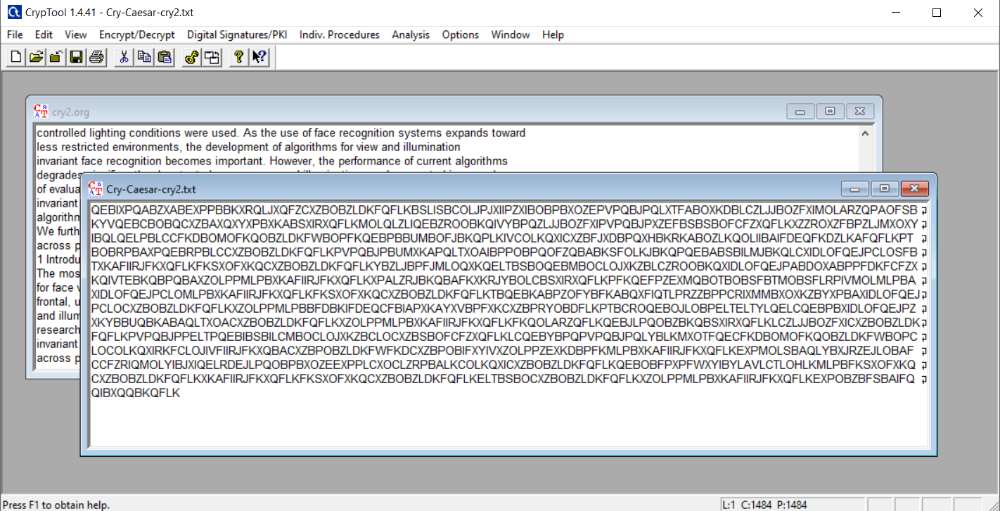 CrypTool 1.4.41 - Cry-Caesar-cry2.txt
File Edit View Encrypt/Decrypt Digital Signatures/PKI Indiv. Procedures Analysis Options Window Help
cry2.org
controlled lighting conditions were used. As the use of face recognition systems expands toward
less restricted environments, the development of algorithms for view and illumination
invariant face recognition becomes important. However, the performance of current algorithms
degrades
of evalua
invariant
algorithm
We furth
across p
1 Introdu
The mos
for face v
frontal, u
and illum
research
invariant
across p
Cry-Caesar-cry2.txt
QEBIXPQABZXABEXPPBBKXRQLJXQFZCXZBOBZLDKFQFLKBSLISBCOLJPJXIIPZXIBOBPBXOZEPVPQBJPQLXTFABOXKDBLCZLJJBOZFXIMOLARZQPAOFSB
KYVQEBCBOBQCXZBAXQXYXPBXKABSXIRXQFLKMOLQLZLIQEBZROOBKQIVYBPQZLJJBOZFXIPVPQBJPXZEFBSBSBOFCFZXQFLKXZZROXZFBPZLJMXOXY
IBQLQELPBLCCFKDBOMOFKQOBZLDKFWBOPFKQEBPBBUMBOFJBKQPLKIVCOLKQXICXZBFJXDBPQXHBKRKABOZLKQOLIIBAIFDEQFKDZLKAFQFLKPT
BOBRPBAXPQEBRPBLCCXZBOBZLDKFQFLKPVPQBJPBUMXKAPQLTXOAIBPPOBPQOFZQBABKSFOLKJBKQPQEBABSBILMJBKQLCXIDLOFQEJPCLOSFB
TXKAFIIRJFKXQFLKFKSXOFXKQCXZBOBZLDKFQFLKYBZLJBPFJMLOQXKQELTBSBOQEBMBOCLOJXKZBLCZROOBKQXIDLOFQEJPABDOXABPPFDKFCFZX
KQIVTEBKQBPQBAXZOLPPMLPBXKAFIIRJFKXQFLKXPALZRJBKQBAFKXKRJYBOLCBSXIRXQFLKPFKQEFPZEXMQBOTBOBSFBTMOBSFLRPIVMOLMLPBA
XIDLOFQEJPCLOMLPBXKAFIIRJFKXQFLKFKSXOFXKQCXZBOBZLDKFQFLKTBQEBKABPZOFYBFKABQXFIQTLPRZZBPPCRIXMMBXOXKZBYXPBAXIDLOFQEJ
PCLOCXZBOBZLDKFQFLKXZOLPPMLPBBFDBKIFDEQCFBIAPXKAYXVBPFXKCXZBPRYOBDFLKPTBCROQEBOJLOBPELTELTYLQELCQEBPBXIDLOFQEJPZ
XKYBBUQBKABAQLTXOACXZBOBZLDKFQFLKXZOLPPMLPBXKAFIIRJFKXQFLKFKQOLARZQFLKQEBJLPQOBZBKQBSXIRXQFLKLCZLJJBOZFXICXZBOBZLDK
FQFLKPVPQBJPPELTPQEBIBSBILCMBOCLOJXKZBCLOCXZBSBOFCFZXQFLKLCQEBYBPQPVPQBJPQLYBLKMXOTFQECFKDBOMOFKQOBZLDKFWBOPC
LOCOLKQXIRKFCLOJIVFIIRJFKXQBACXZBPOBZLDKFWFKDCXZBPOBIFXYIVXZOLPPZEXKDBPFKMLPBXKAFIIRJFKXQFLKEXPMOLSBAQLYBXJRZEJLOBAF
CCFZRIQMOLYIBJXIQELRDEJLPQOBPBXOZEEXPPLCXOCLZRPBALKCOLKQXICXZBOBZLDKFQFLKQEBOBFPXPFWXYIBYLAVLCTLOHLKMLPBFKSXOFXKQ
CXZBOBZLDKFQFLKXKAFIIRJFKXQFLKFKSXOFXKQCXZBOBZLDKFQFLKELTBSBOCXZBOBZLDKFQFLKXZOLPPMLPBXKAFIIRJFKXQFLKEXPOBZBFSBAIFQ
QIBXQQBKQFLK
Press F1 to obtain help.
L:1 C:1484 P:1484